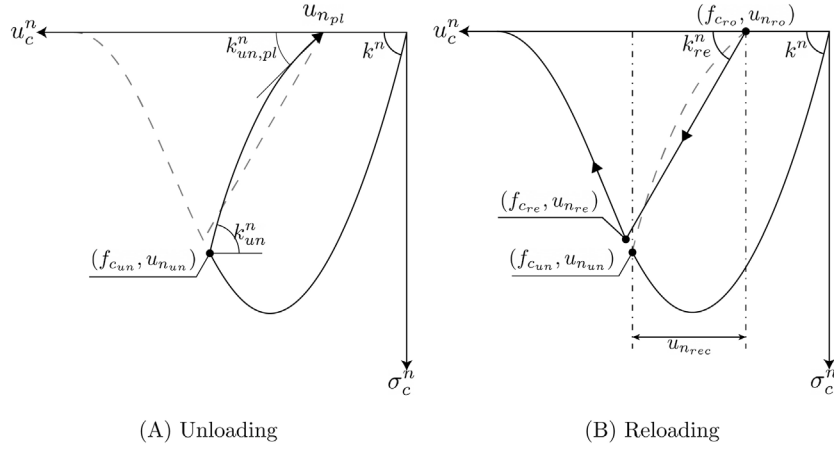 u_{n_{pl}}
u_c^n
k_{un,pl}^n
k^n
k_{un}^n
(f_{c_{un}}, u_{n_{un}})
σ_c^n
(A) Unloading
(f_{c_{ro}}, u_{n_{ro}})
u_c^n
k_{re}^n
k^n
(f_{c_{re}}, u_{n_{re}})
(f_{c_{un}}, u_{n_{un}})
u_{n_{rec}}
σ_c^n
(B) Reloading